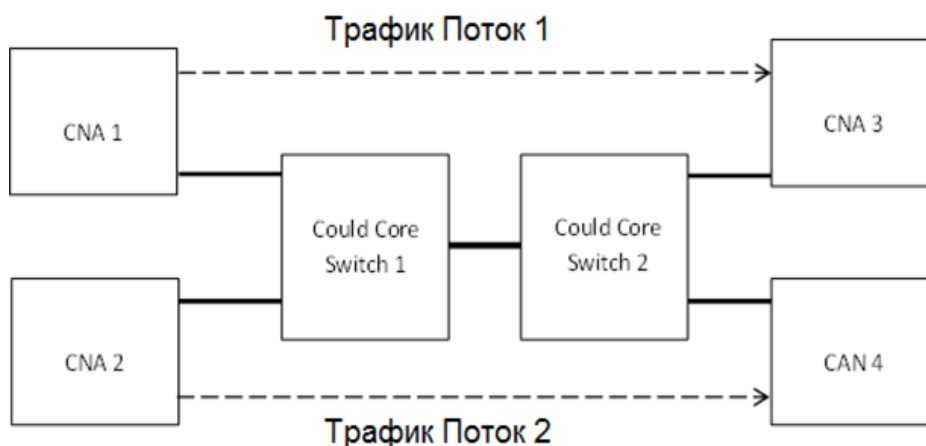 Трафик Поток 1
CNA 1
CNA 3
Could Core
Switch 1
Could Core
Switch 2
CNA 2
CAN 4
Трафик Поток 2